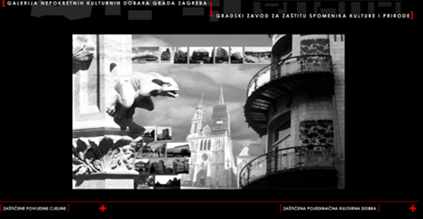 GALERIJA NEPOKRETNIH KULTURNIH DOBARA GRADA ZAGREBA
GRADSKI ZAVOD ZA ZAŠTITU SPOMENIKA KULTURE I PRIRODE
ZAŠTIĆENE POVIJESNE CJELINE
ZAŠTIĆENA POJEDINAČNA KULTURNA DOBRA